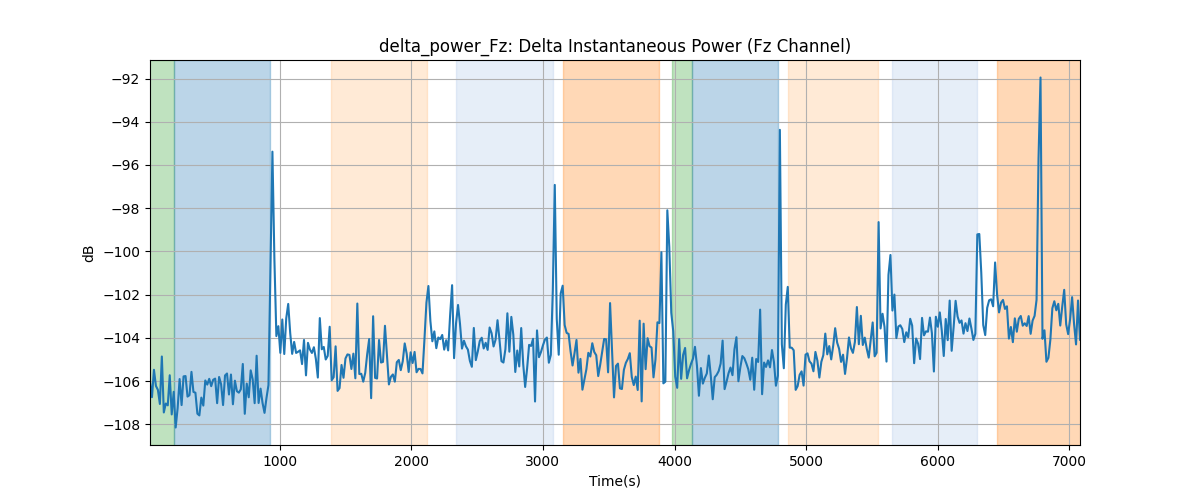 delta_power_Fz: Delta Instantaneous Power (Fz Channel)
−92
−94
−96
−98
−100
−102
−104
−106
−108
dB
1000 2000 3000 4000 5000 6000 7000
Time(s)